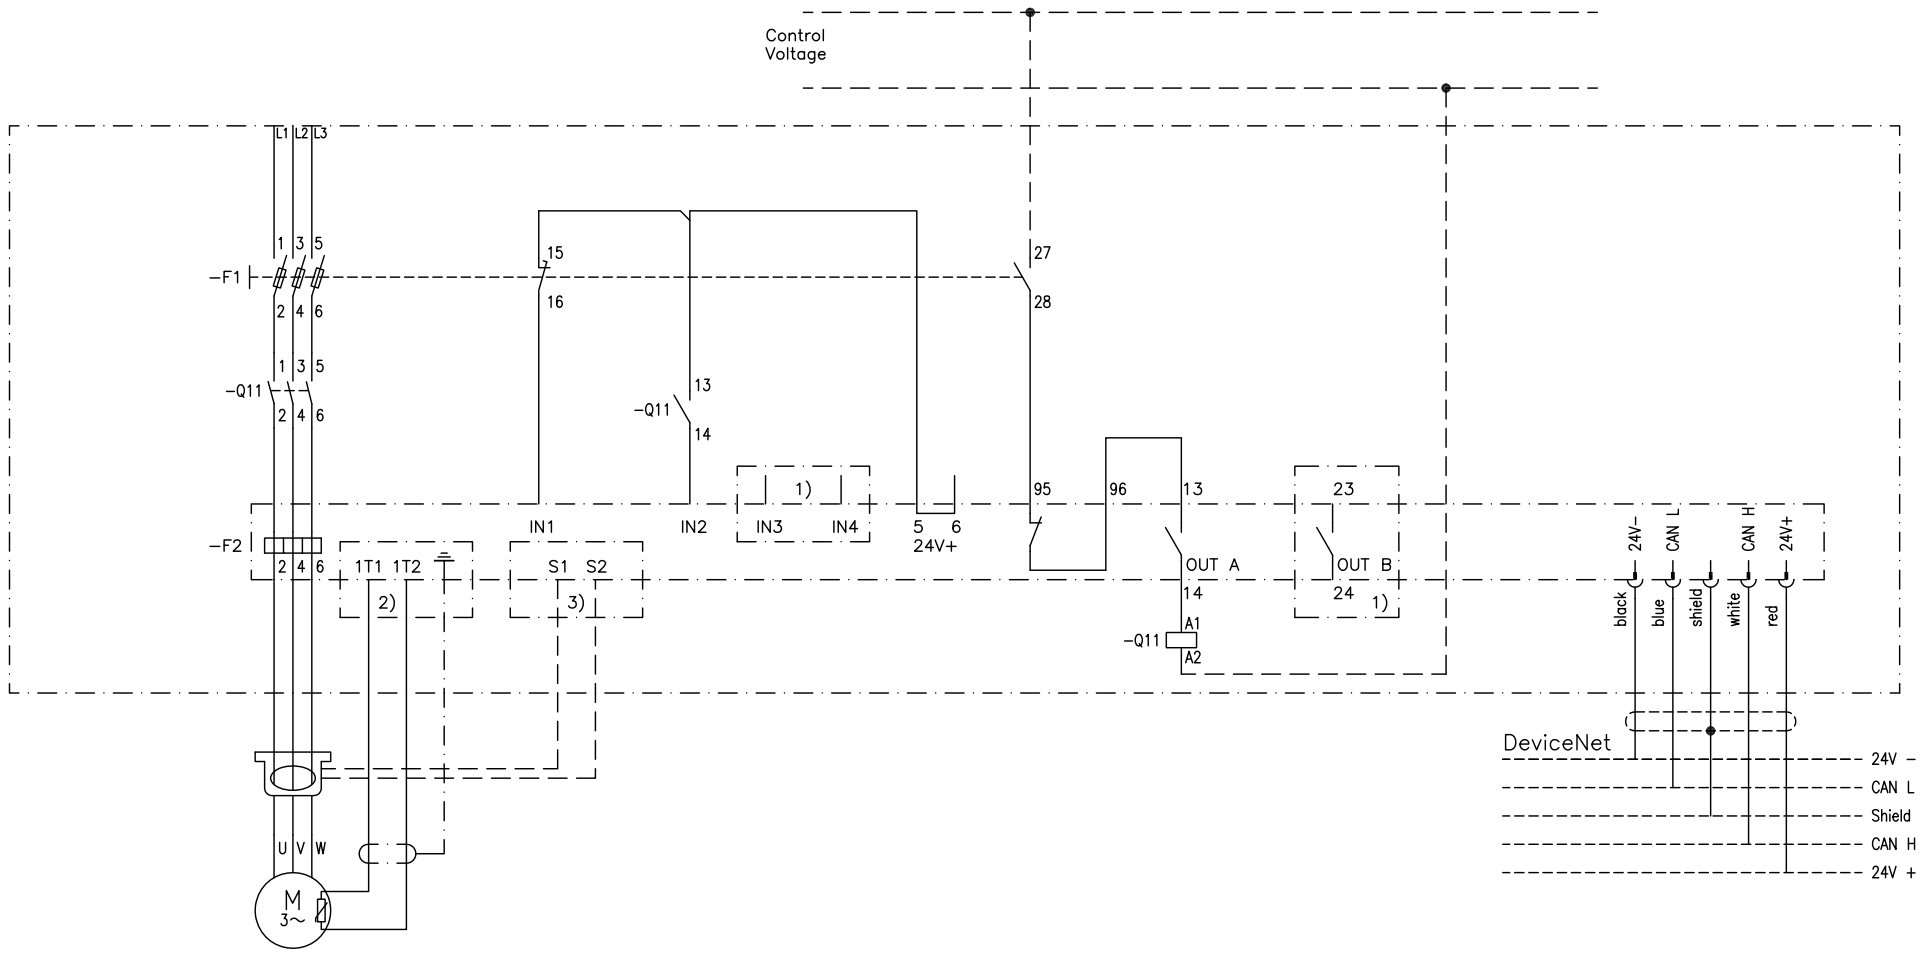 Control
Voltage
L1 L2 L3
1 3 5
15
27
–F1
16
28
2 4 6
1 3 5
13
–Q11
–Q11
2 4 6
14
1)
95
96
13
23
IN1
IN2
IN3
IN4
5 6
24V+
24V–
CAN L
CAN H
24V+
–F2
2 4 6
1T1 1T2
S1 S2
OUT A
OUT B
2)
3)
14
24
1)
black
blue
shield
white
red
A1
–Q11
A2
DeviceNet
24V –
CAN L
Shield
CAN H
24V +
U V W
M
3~